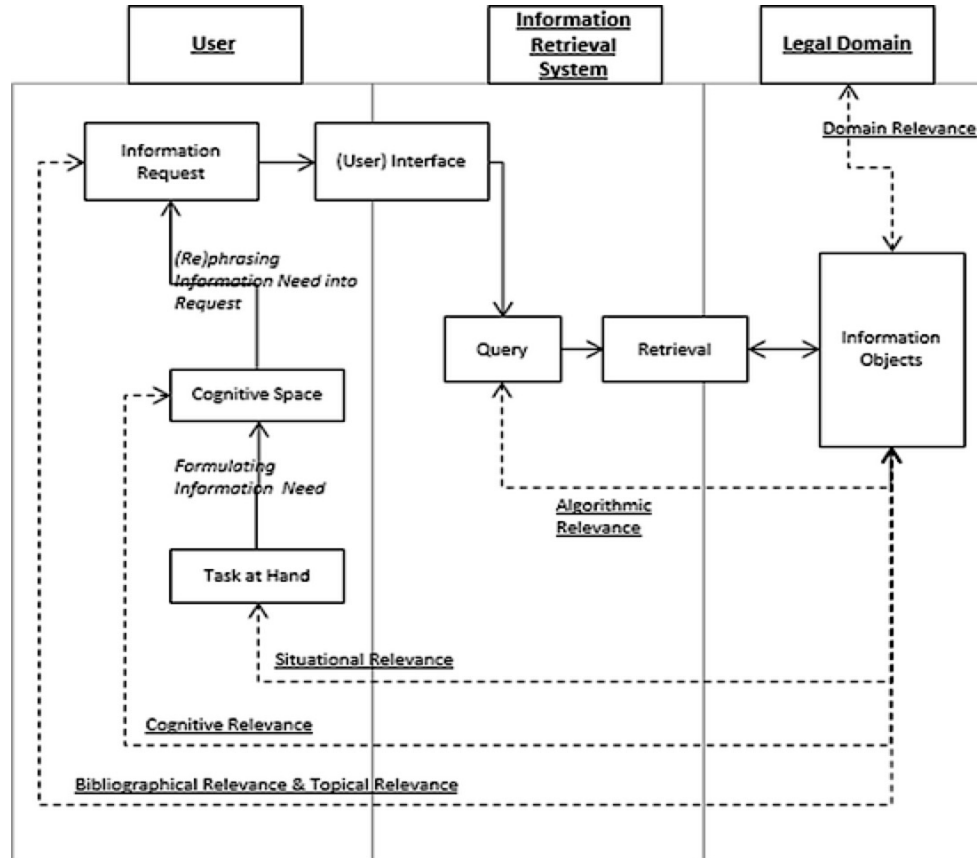 User
Information
Retrieval
System
Legal Domain
Domain Relevance
Information
Request
(User) Interface
(Re)phrasing
Information Need into
Request
Query
Retrieval
Information
Objects
Cognitive Space
Formulating
Information Need
Algorithmic
Relevance
Task at Hand
Situational Relevance
Cognitive Relevance
Bibliographical Relevance & Topical Relevance